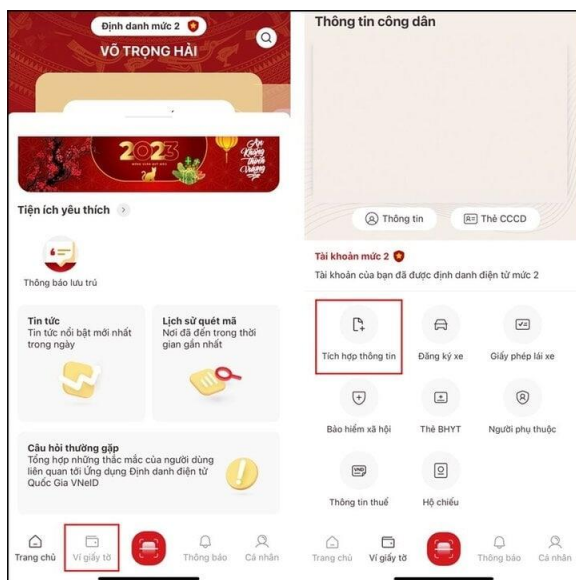 Định danh mức 2
VÕ TRỌNG HẢI
2023
An
Khang
thịnh
Vượng
Tiện ích yêu thích
Thông báo lưu trú
Tin tức
Tin tức nổi bật mới nhất
trong ngày
Lịch sử quét mã
Nơi đã đến trong thời
gian gần nhất
Câu hỏi thường gặp
Tổng hợp những thắc mắc của người dùng
liên quan tới Ứng dụng Định danh điện tử
Quốc Gia VNeID
Trang chủ
Ví giấy tờ
Thông báo
Cá nhân
Thông tin công dân
Thông tin
Thẻ CCCD
Tài khoản mức 2
Tài khoản của bạn đã được định danh điện tử mức 2
Tích hợp thông tin
Đăng ký xe
Giấy phép lái xe
Bảo hiểm xã hội
Thẻ BHYT
Người phụ thuộc
VND
Thông tin thuế
Hộ chiếu
Trang chủ
Ví giấy tờ
Thông báo
Cá nhân